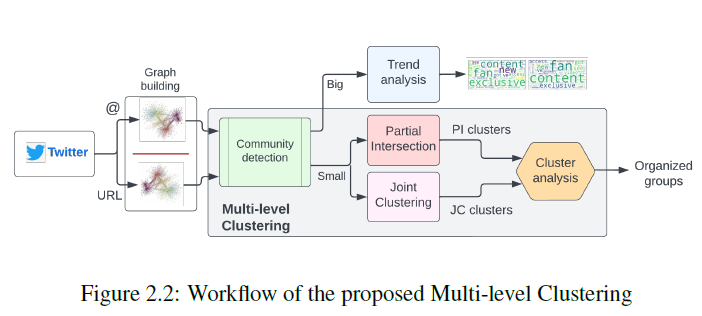 Graph
building
@
Twitter
URL
Community
detection
Big
Small
Trend
analysis
content
new
fan
exclusive
fan
content
exclusive
Partial
Intersection
Joint
Clustering
PI clusters
JC clusters
Cluster
analysis
Organized
groups
Multi-level
Clustering
Figure 2.2: Workflow of the proposed Multi-level Clustering